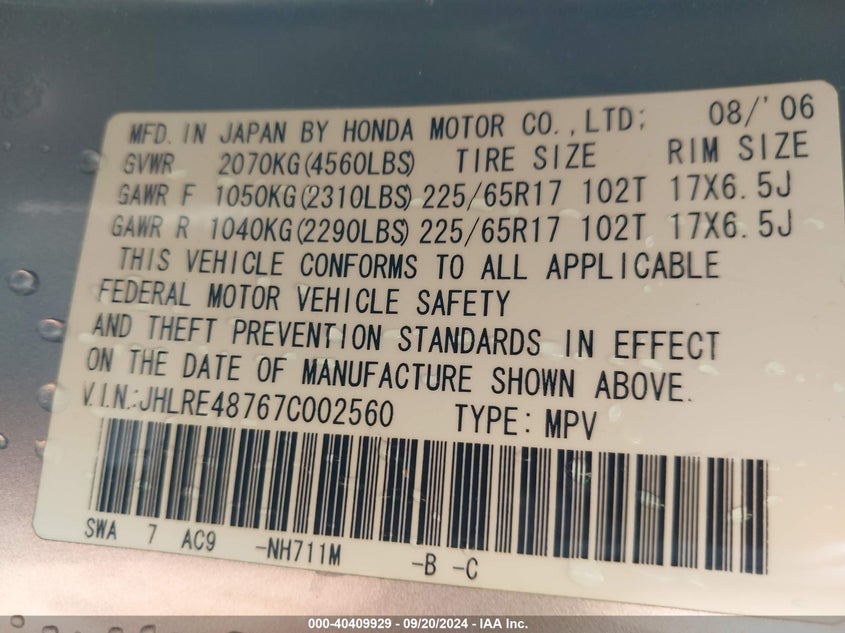 MFD. IN JAPAN BY HONDA MOTOR CO.,LTD; 08/'06
GVWR 2070KG(4560LBS) TIRE SIZE RIM SIZE
GAWR F 1050KG(2310LBS) 225/65R17 102T 17X6.5J
GAWR R 1040KG(2290LBS) 225/65R17 102T 17X6.5J
THIS VEHICLE CONFORMS TO ALL APPLICABLE
FEDERAL MOTOR VEHICLE SAFETY
AND THEFT PREVENTION STANDARDS IN EFFECT
ON THE DATE OF MANUFACTURE SHOWN ABOVE.
V.I.N.:JHLRE48767C002560 TYPE: MPV
SWA 7 AC9 -NH711M -B -C
000-40409929 - 09/20/2024 - IAA Inc.